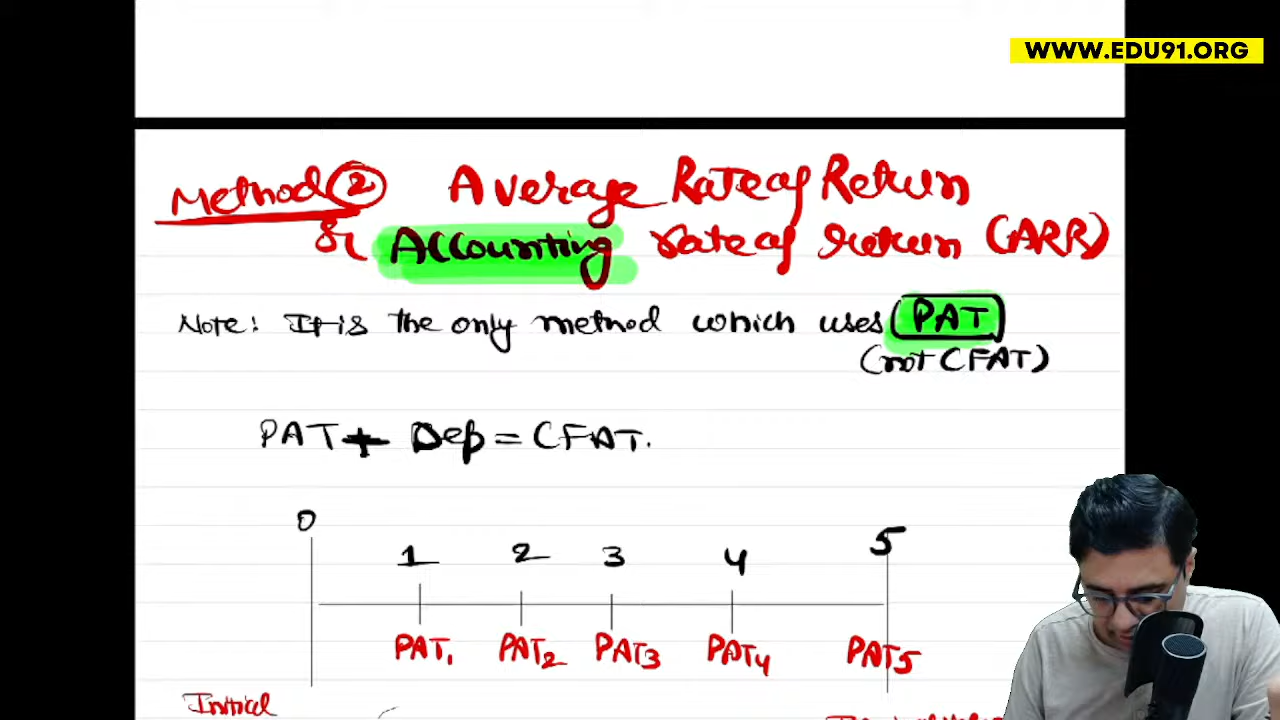 WWW.EDU91.ORG
Method 2 Average Rate of Return
or Accounting rate of return (ARR)
Note: It is the only method which uses PAT
(not CFAT)
PAT + Dep = CFAT.
0
1 2 3 4 5
PAT1 PAT2 PAT3 PAT4 PAT5
Initial